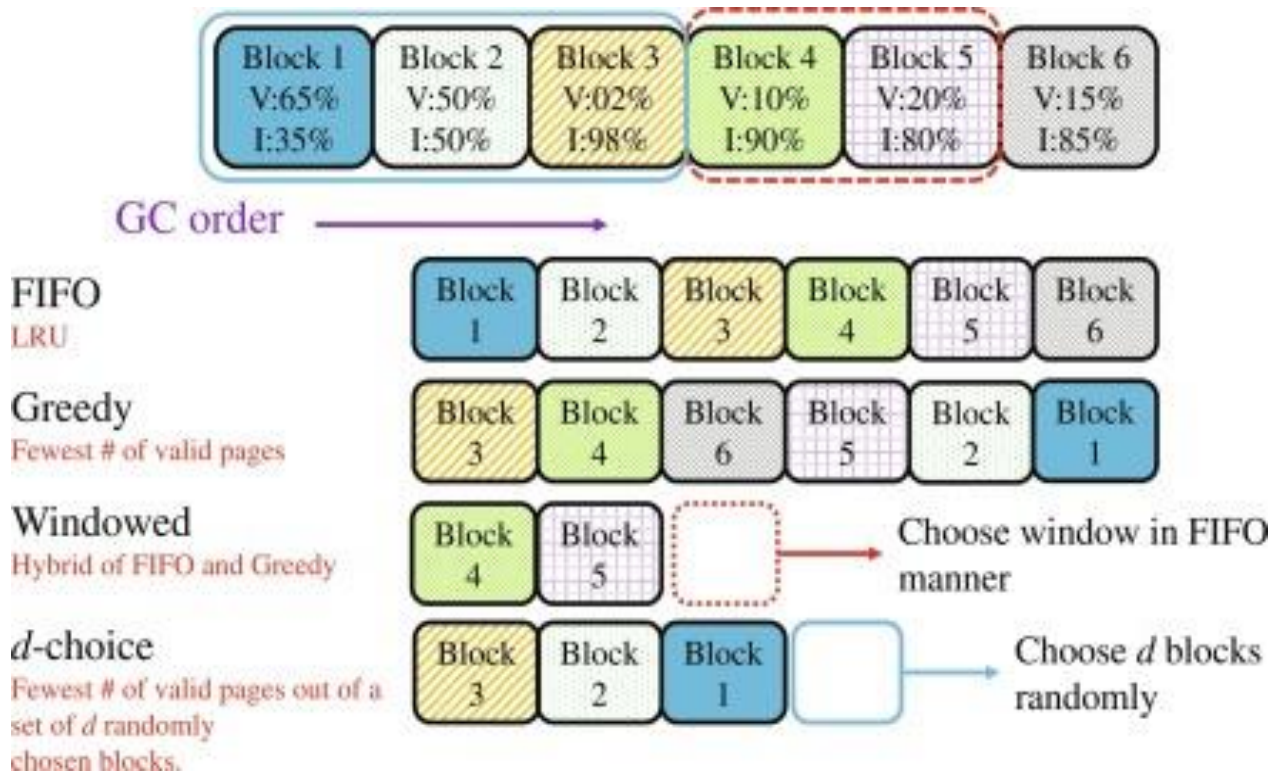 Block 1 Block 2 Block 3 Block 4 Block 5 Block 6
V:65% V:50% V:02% V:10% V:20% V:15%
I:35% I:50% I:98% I:90% I:80% I:85%
GC order
FIFO
LRU
Block Block Block Block Block Block
1 2 3 4 5 6
Greedy
Fewest # of valid pages
Block Block Block Block Block Block
3 4 6 5 2 1
Windowed
Hybrid of FIFO and Greedy
Block Block
4 5
Choose window in FIFO
manner
d-choice
Fewest # of valid pages out of a
set of d randomly
chosen blocks.
Block Block Block
3 2 1
Choose d blocks
randomly